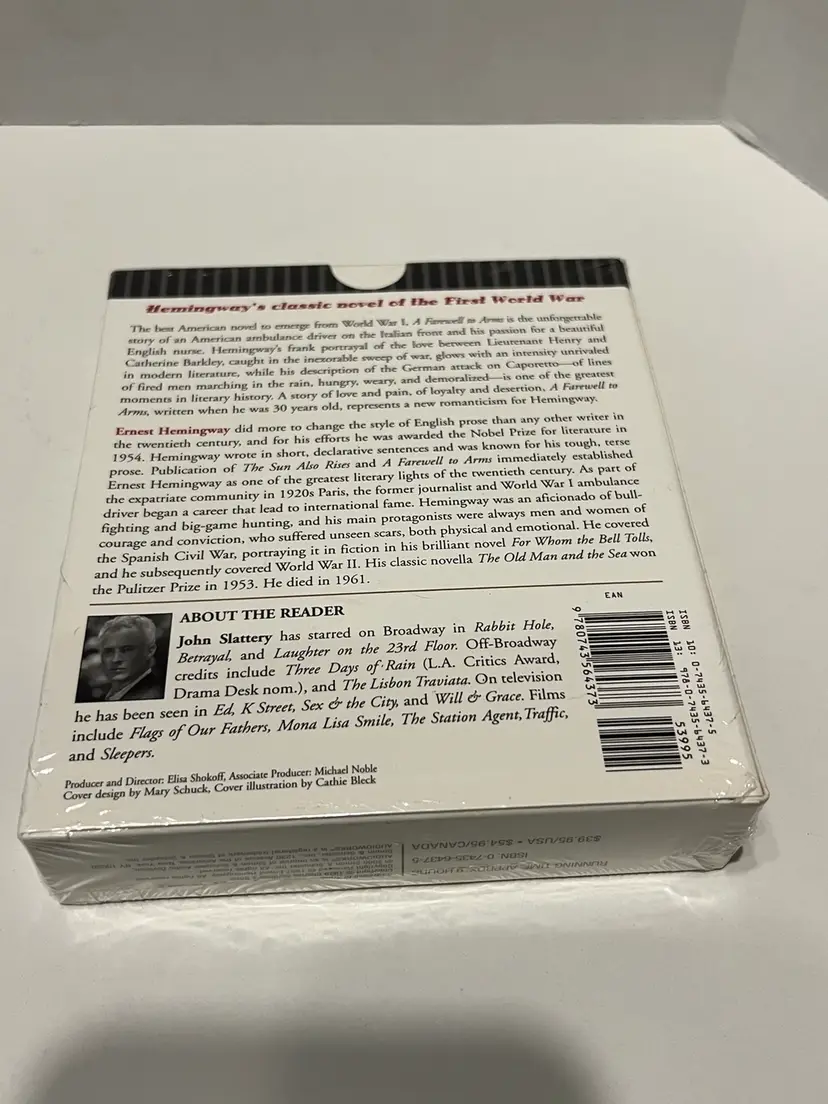 Hemingway's classic novel of the First World War
The best American novel to emerge from World War I, A Farewell to Arms is the unforgettable
story of an American ambulance driver on the Italian front and his passion for a beautiful
English nurse. Hemingway's frank portrayal of the love between Lieutenant Henry and
Catherine Barkley, caught in the inexorable sweep of war, glows with an intensity unrivaled
in modern literature, while his description of the German attack on Caporetto—of lines
of fired men marching in the rain, hungry, weary, and demoralized—is one of the greatest
moments in literary history. A story of love and pain, of loyalty and desertion, A Farewell to
Arms, written when he was 30 years old, represents a new romanticism for Hemingway.
Ernest Hemingway did more to change the style of English prose than any other writer in
the twentieth century, and for his efforts he was awarded the Nobel Prize for literature in
1954. Hemingway wrote in short, declarative sentences and was known for his tough, terse
prose. Publication of The Sun Also Rises and A Farewell to Arms immediately established
Ernest Hemingway as one of the greatest literary lights of the twentieth century. As part of
the expatriate community in 1920s Paris, the former journalist and World War I ambulance
driver began a career that lead to international fame. Hemingway was an aficionado of bull-
fighting and big-game hunting, and his main protagonists were always men and women of
courage and conviction, who suffered unseen scars, both physical and emotional. He covered
the Spanish Civil War, portraying it in fiction in his brilliant novel For Whom the Bell Tolls,
and he subsequently covered World War II. His classic novella The Old Man and the Sea won
the Pulitzer Prize in 1953. He died in 1961.
ABOUT THE READER
John Slattery has starred on Broadway in Rabbit Hole,
Betrayal, and Laughter on the 23rd Floor. Off-Broadway
credits include Three Days of Rain (L.A. Critics Award,
Drama Desk nom.), and The Lisbon Traviata. On television
he has been seen in Ed, K Street, Sex & the City, and Will & Grace. Films
include Flags of Our Fathers, Mona Lisa Smile, The Station Agent, Traffic,
and Sleepers.
Producer and Director: Elisa Shokoff, Associate Producer: Michael Noble
Cover design by Mary Schuck, Cover illustration by Cathie Bleck
EAN
9 780743 564373
53995
ISBN 13: 978-0-7435-6437-3
ISBN 10: 0-7435-6437-5
RUNNING TIME APPROX. 9 HOURS
ISBN 0-7435-6437-5
$39.95/USA • $54.95/CANADA